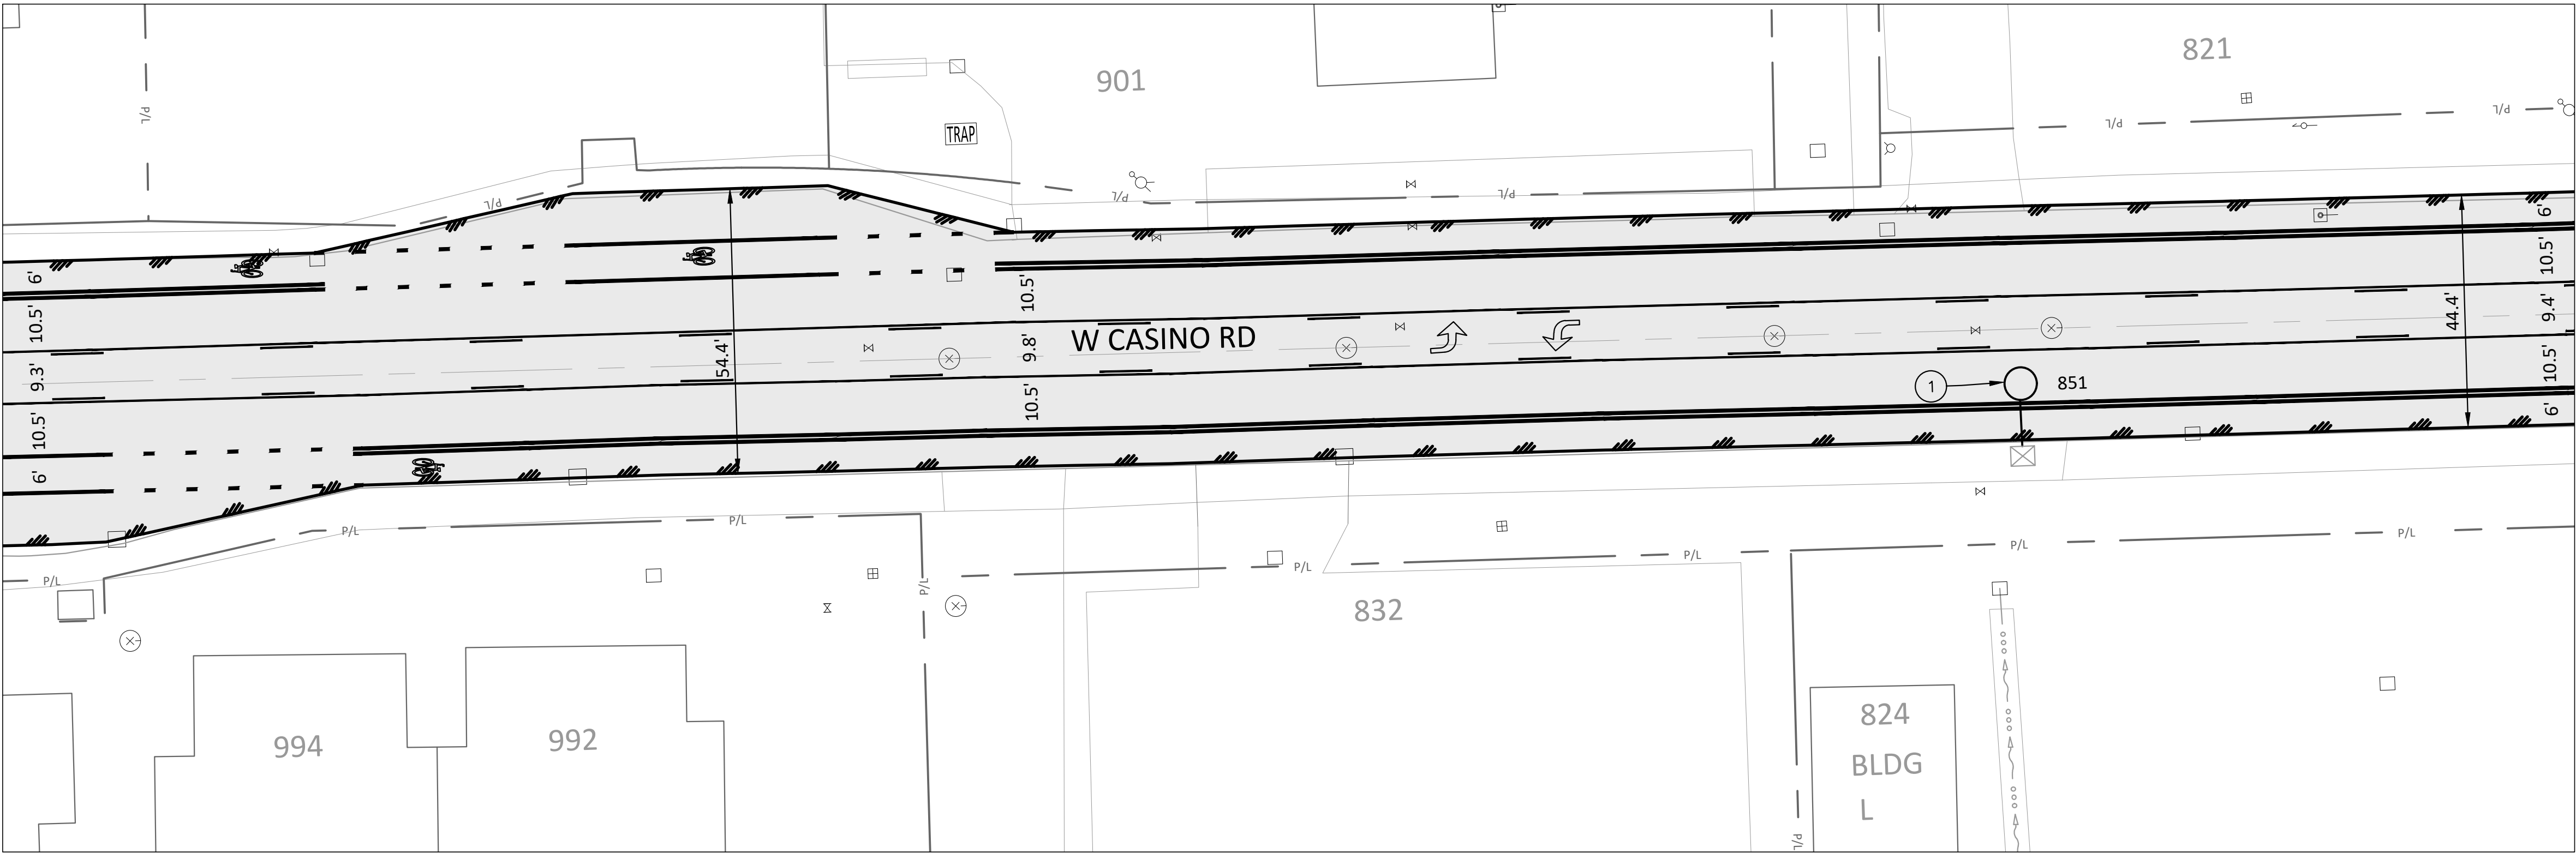 901
821
P/L
P/L
P/L
TRAP
P/L
P/L
P/L
6'
10.5'
9.3'
10.5'
6'
54.4'
10.5'
9.8'
10.5'
W CASINO RD
1
851
44.4'
6'
10.5'
9.4'
10.5'
6'
P/L
P/L
P/L
P/L
P/L
P/L
P/L
P/L
832
994
992
824
BLDG
L
P/L